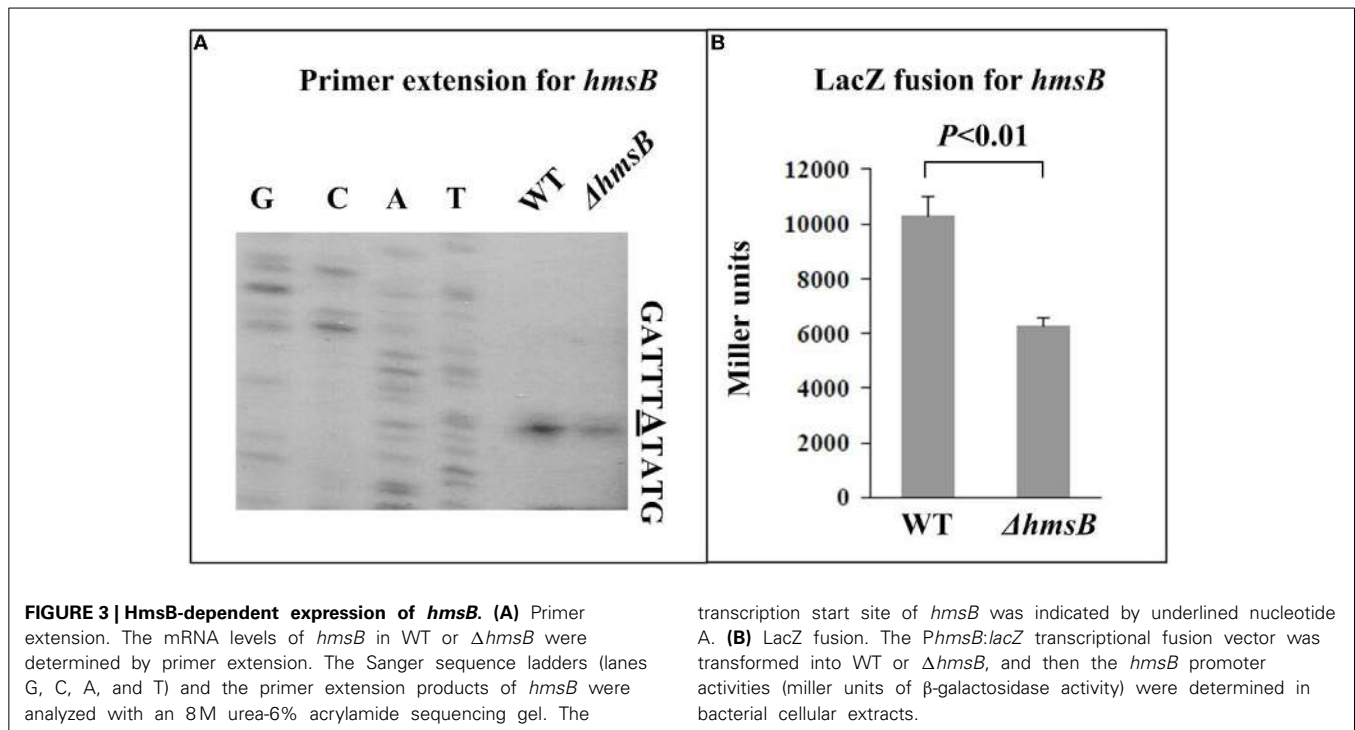 A
Primer extension for hmsB
G C A T WT ΔhmsB
GATTTATATG
B
LacZ fusion for hmsB
P<0.01
Miller units
12000
10000
8000
6000
4000
2000
0
WT ΔhmsB
FIGURE 3 | HmsB-dependent expression of hmsB. (A) Primer
extension. The mRNA levels of hmsB in WT or ΔhmsB were
determined by primer extension. The Sanger sequence ladders (lanes
G, C, A, and T) and the primer extension products of hmsB were
analyzed with an 8 M urea-6% acrylamide sequencing gel. The
transcription start site of hmsB was indicated by underlined nucleotide
A. (B) LacZ fusion. The PhmsB:lacZ transcriptional fusion vector was
transformed into WT or ΔhmsB, and then the hmsB promoter
activities (miller units of β-galactosidase activity) were determined in
bacterial cellular extracts.